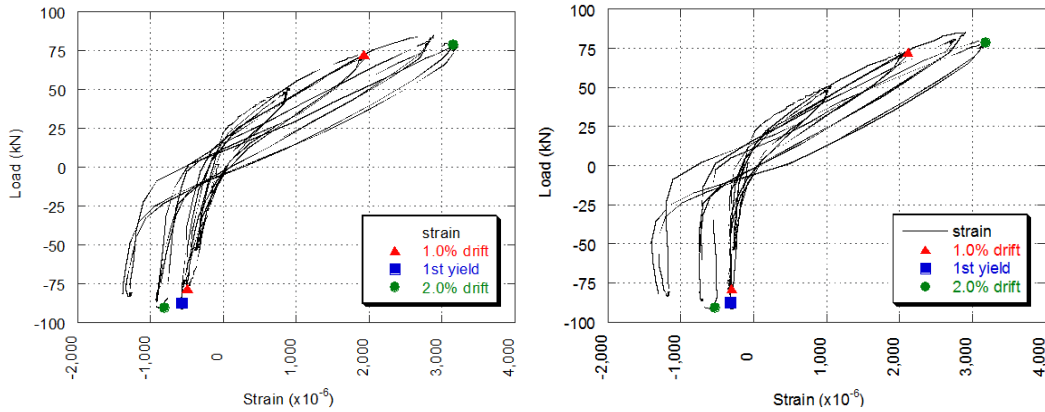 100
75
50
25
0
-25
-50
-75
-100
Load (kN)
strain
1.0% drift
1st yield
2.0% drift
-2,000
-1,000
0
1,000
2,000
3,000
4,000
Strain (x10⁻⁶)
100
75
50
25
0
-25
-50
-75
-100
Load (kN)
strain
1.0% drift
1st yield
2.0% drift
-2,000
-1,000
0
1,000
2,000
3,000
4,000
Strain (x10⁻⁶)